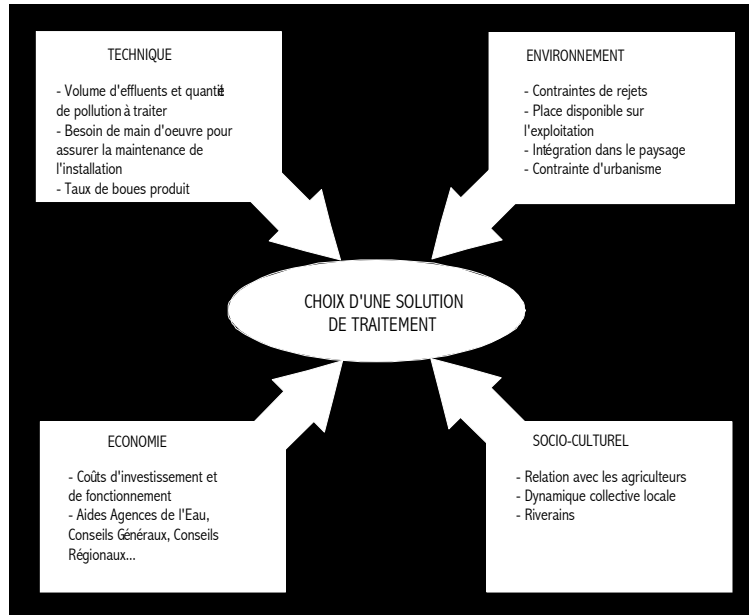 TECHNIQUE
- Volume d'effluents et quantité
de pollution à traiter
- Besoin de main d'oeuvre pour
assurer la maintenance de
l'installation
- Taux de boues produit
ENVIRONNEMENT
- Contraintes de rejets
- Place disponible sur
l'exploitation
- Intégration dans le paysage
- Contrainte d'urbanisme
CHOIX D'UNE SOLUTION
DE TRAITEMENT
ECONOMIE
- Coûts d'investissement et
de fonctionnement
- Aides Agences de l'Eau,
Conseils Généraux, Conseils
Régionaux...
SOCIO-CULTUREL
- Relation avec les agriculteurs
- Dynamique collective locale
- Riverains